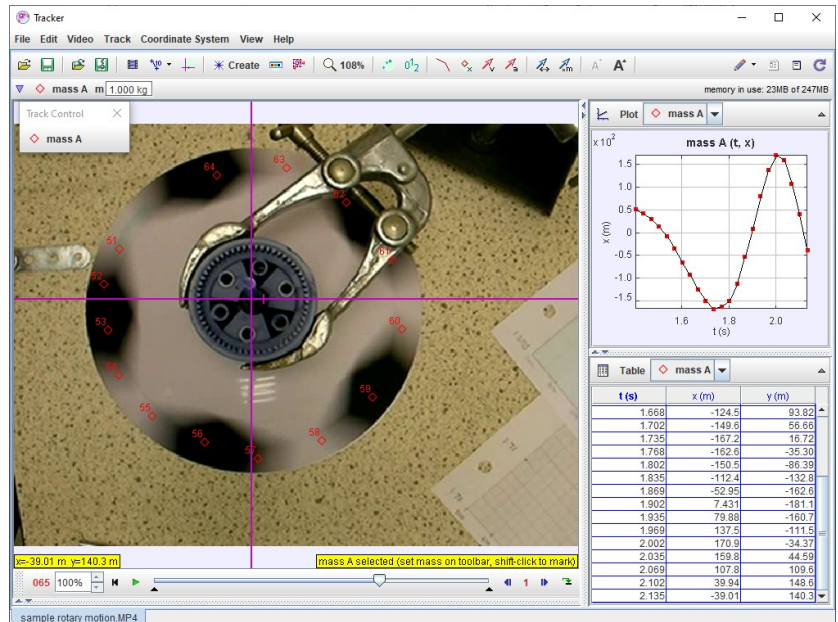 Tracker
File Edit Video Track Coordinate System View Help
Create 108%
mass A m 1.000 kg memory in use: 23MB of 247MB
Track Control
mass A
Plot mass A
x 10^2 mass A (t, x)
1.5
1.0
0.5
0
-0.5
-1.0
-1.5
x (m)
1.6 1.8 2.0
t (s)
64
63
62
51
61
52
53
60
59
55
56
58
57
Table mass A
t (s) x (m) y (m)
1.668 -124.5 93.82
1.702 -149.6 56.66
1.735 -167.2 16.72
1.768 -162.6 -35.30
1.802 -150.5 -86.39
1.835 -112.4 -132.8
1.869 -52.95 -162.6
1.902 7.431 -181.1
1.935 79.88 -160.7
1.969 137.5 -111.5
2.002 170.9 -34.37
2.035 159.8 44.59
2.069 107.8 109.6
2.102 39.94 148.6
2.135 -39.01 140.3
x=-39.01 m y=140.3 m mass A selected (set mass on toolbar, shift-click to mark)
065 100% 1
sample rotary motion.MP4